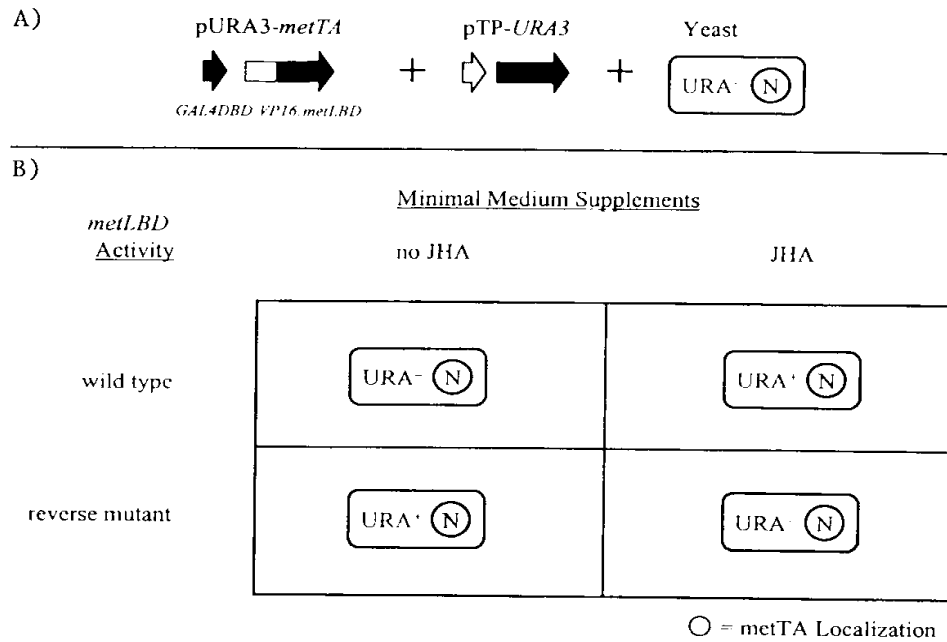 A)
pURA3-metTA + pTP-URA3 + Yeast
GAL4DBD VP16.metLBD
URA- N
B)
Minimal Medium Supplements
metLBD
Activity
no JHA JHA
wild type
URA- N URA+ N
reverse mutant
URA+ N URA- N
O = metTA Localization